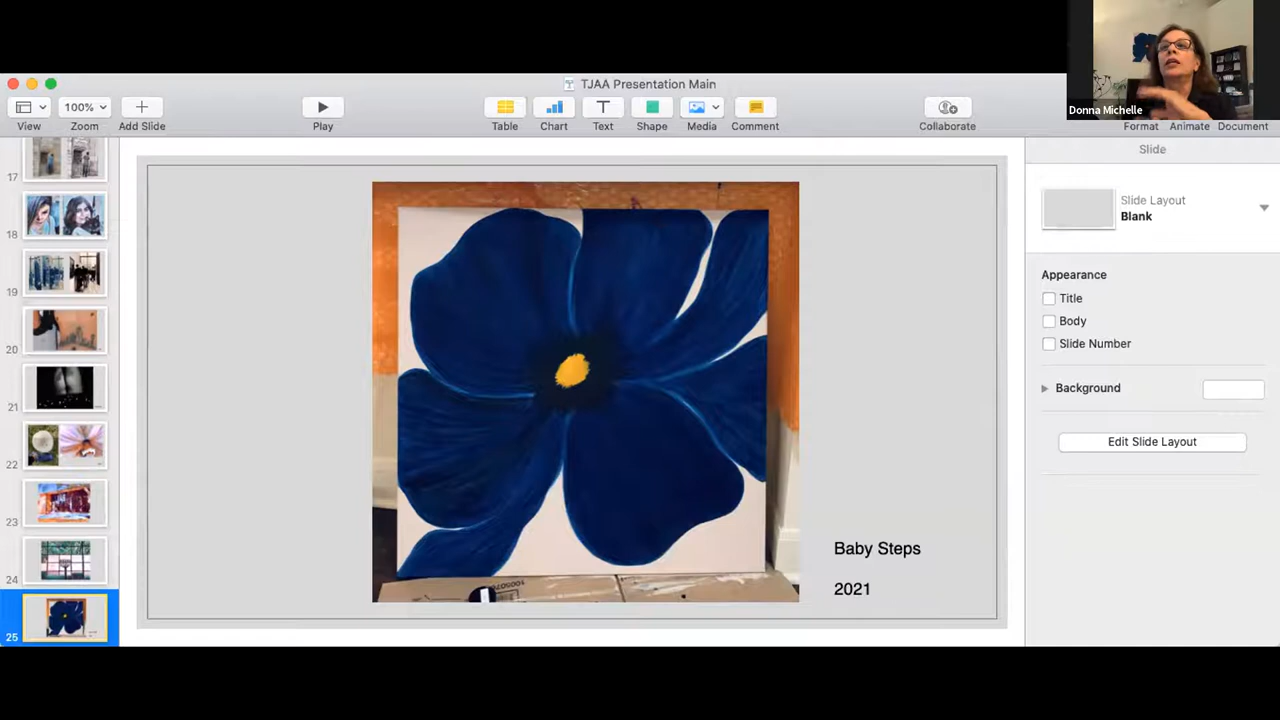 TJAA Presentation Main
Donna Michelle
100%
View
Zoom
Add Slide
Play
Table
Chart
Text
Shape
Media
Comment
Collaborate
Format
Animate
Document
17
18
19
20
21
22
23
24
25
Baby Steps
2021
Slide
Slide Layout
Blank
Appearance
Title
Body
Slide Number
Background
Edit Slide Layout